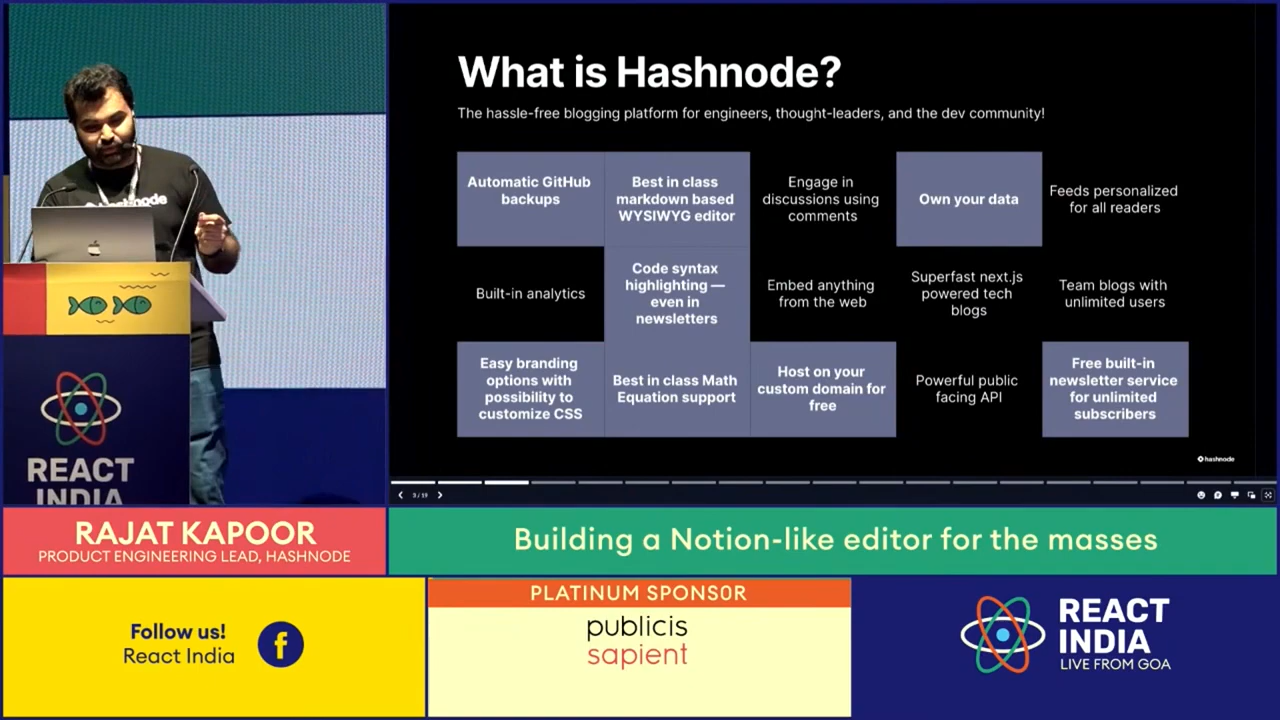 What is Hashnode?
The hassle-free blogging platform for engineers, thought-leaders, and the dev community!
Automatic GitHub
backups
Best in class
markdown based
WYSIWYG editor
Engage in
discussions using
comments
Own your data
Feeds personalized
for all readers
Built-in analytics
Code syntax
highlighting —
even in
newsletters
Embed anything
from the web
Superfast next.js
powered tech
blogs
Team blogs with
unlimited users
Easy branding
options with
possibility to
customize CSS
Best in class Math
Equation support
Host on your
custom domain for
free
Powerful public
facing API
Free built-in
newsletter service
for unlimited
subscribers
hashnode
3 / 19
hashnode
REACT
INDIA
RAJAT KAPOOR
PRODUCT ENGINEERING LEAD, HASHNODE
Building a Notion-like editor for the masses
Follow us!
React India
f
PLATINUM SPONSOR
publicis
sapient
REACT
INDIA
LIVE FROM GOA